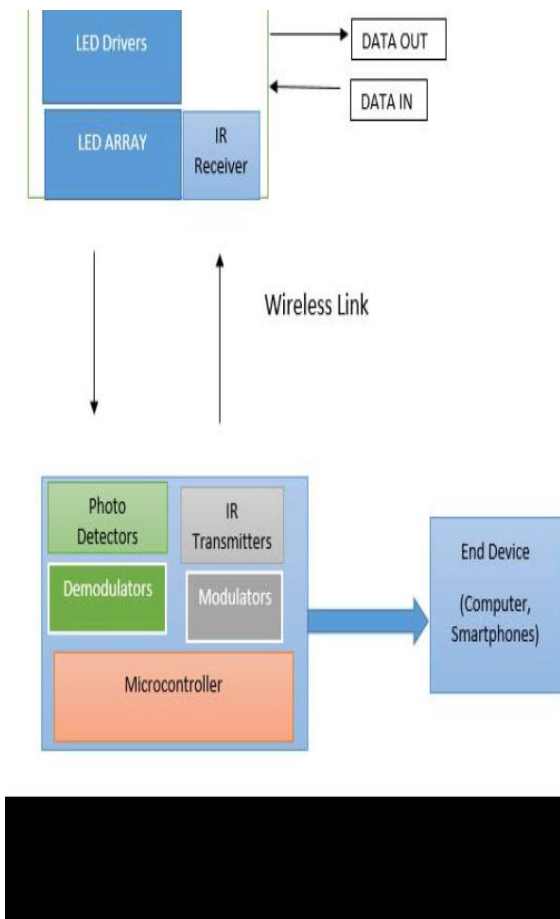 LED Drivers
DATA OUT
DATA IN
LED ARRAY
IR
Receiver
Wireless Link
Photo
Detectors
IR
Transmitters
Demodulators
Modulators
Microcontroller
End Device
(Computer,
Smartphones)